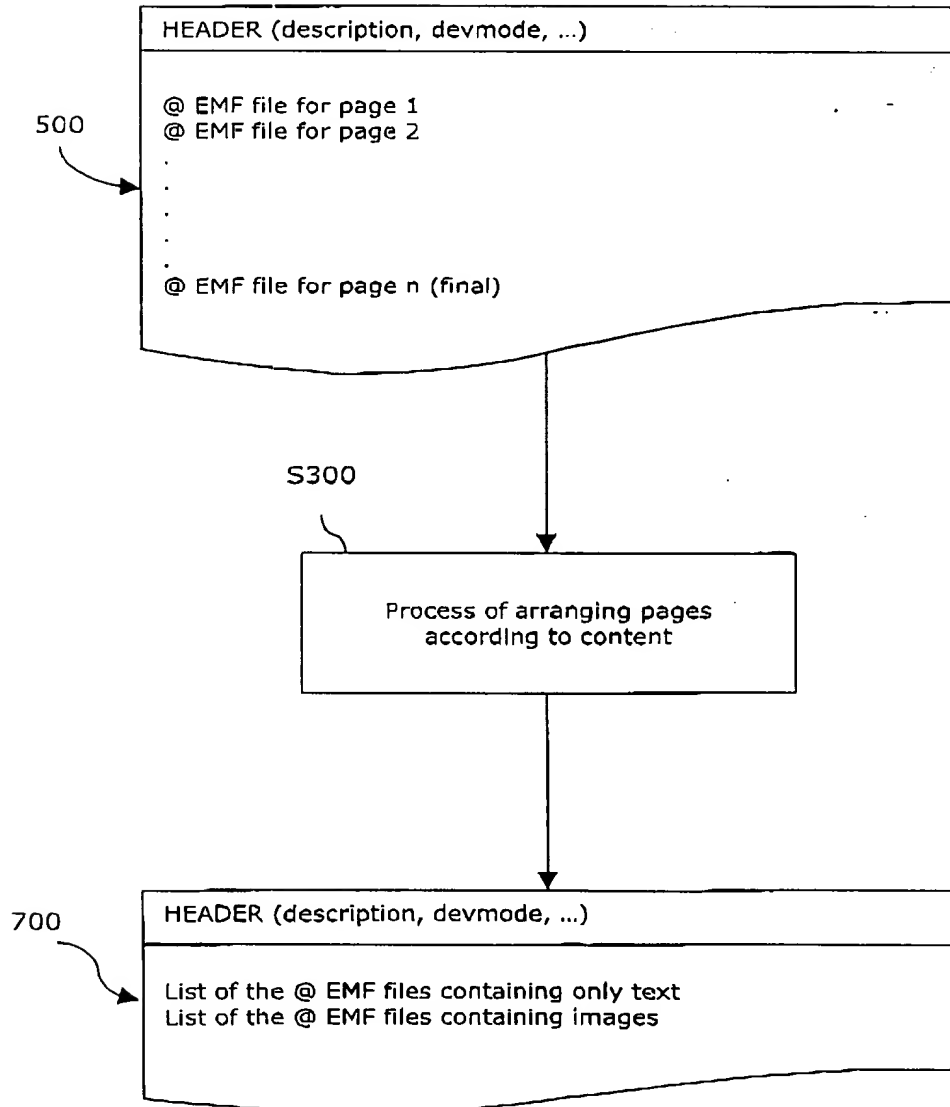 HEADER (description, devmode, ...)
500
@ EMF file for page 1
@ EMF file for page 2
.
.
.
.
.
@ EMF file for page n (final)
S300
Process of arranging pages
according to content
700
HEADER (description, devmode, ...)
List of the @ EMF files containing only text
List of the @ EMF files containing images